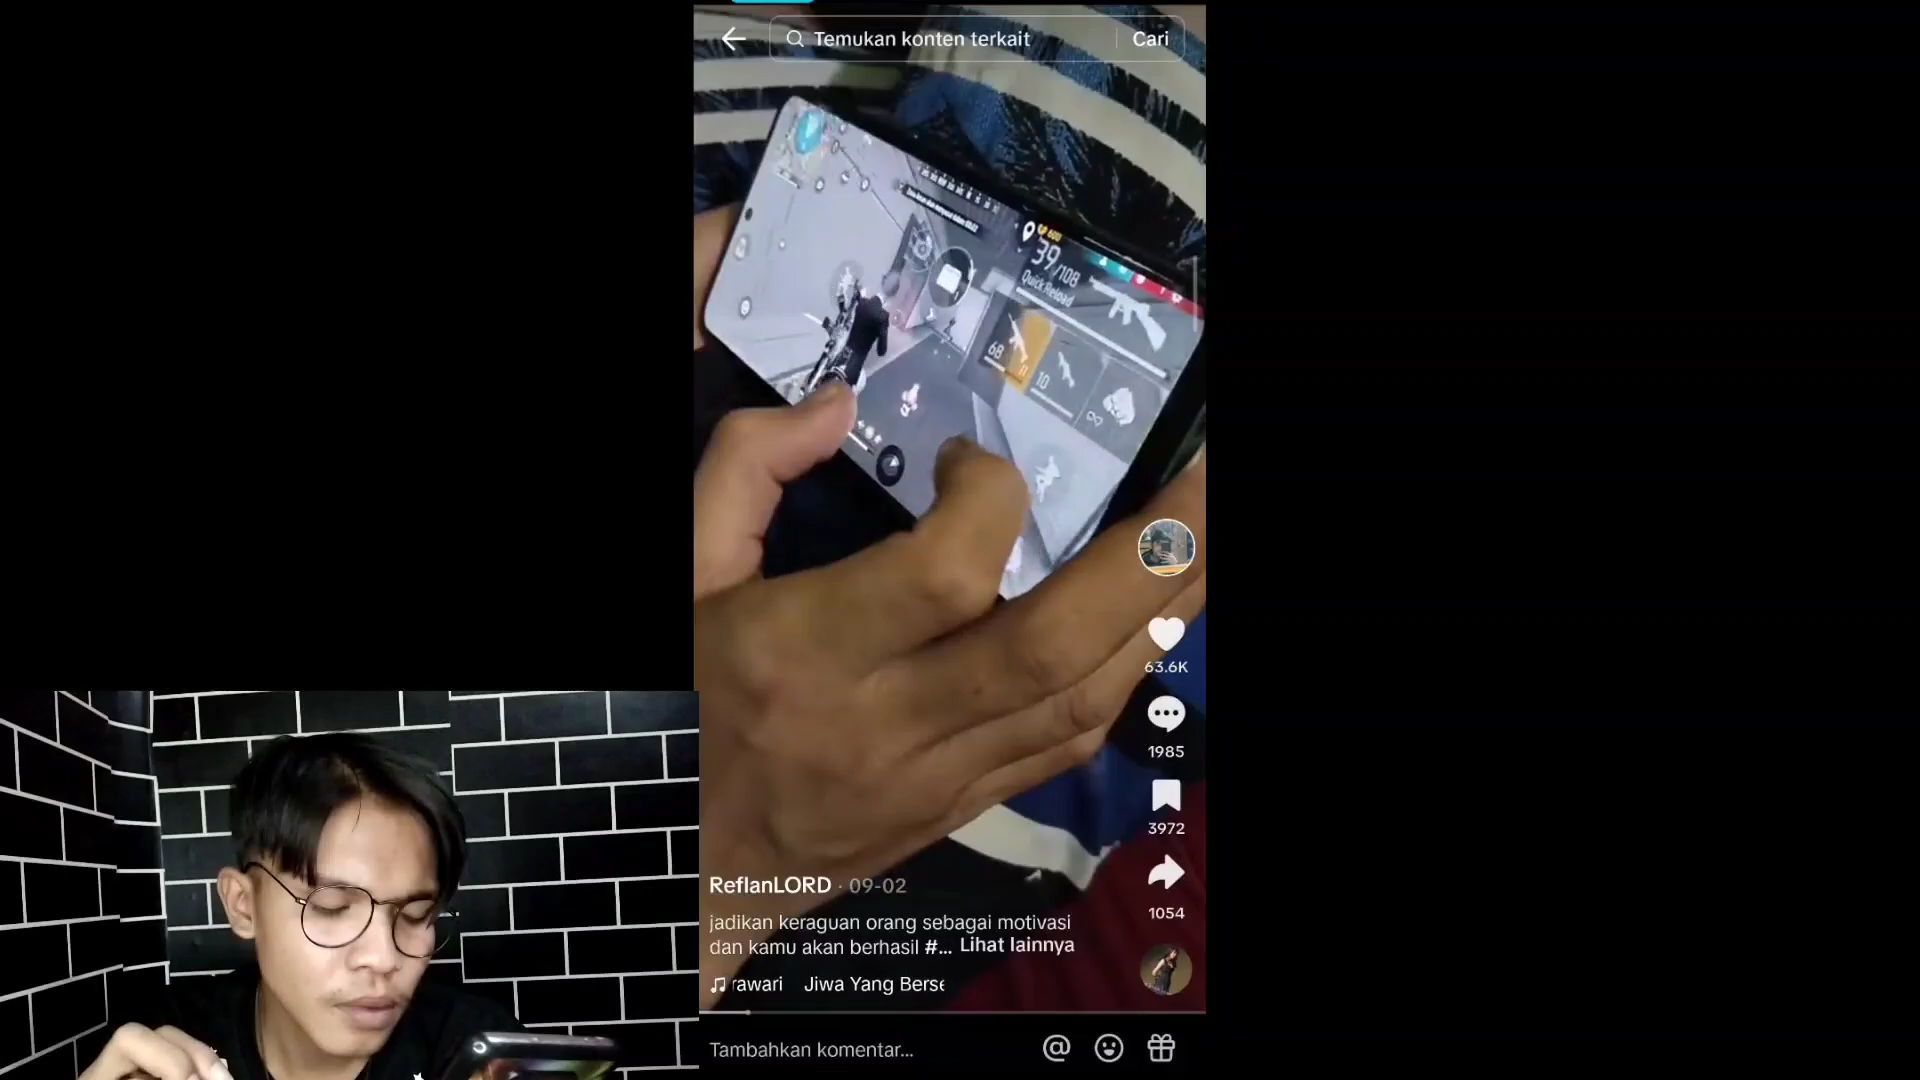 Temukan konten terkait
Cari
600
39/108
Quick Reload
68
10
63.6K
1985
3972
1054
ReflanLORD · 09-02
jadikan keraguan orang sebagai motivasi
dan kamu akan berhasil #... Lihat lainnya
rawari Jiwa Yang Berse
Tambahkan komentar...